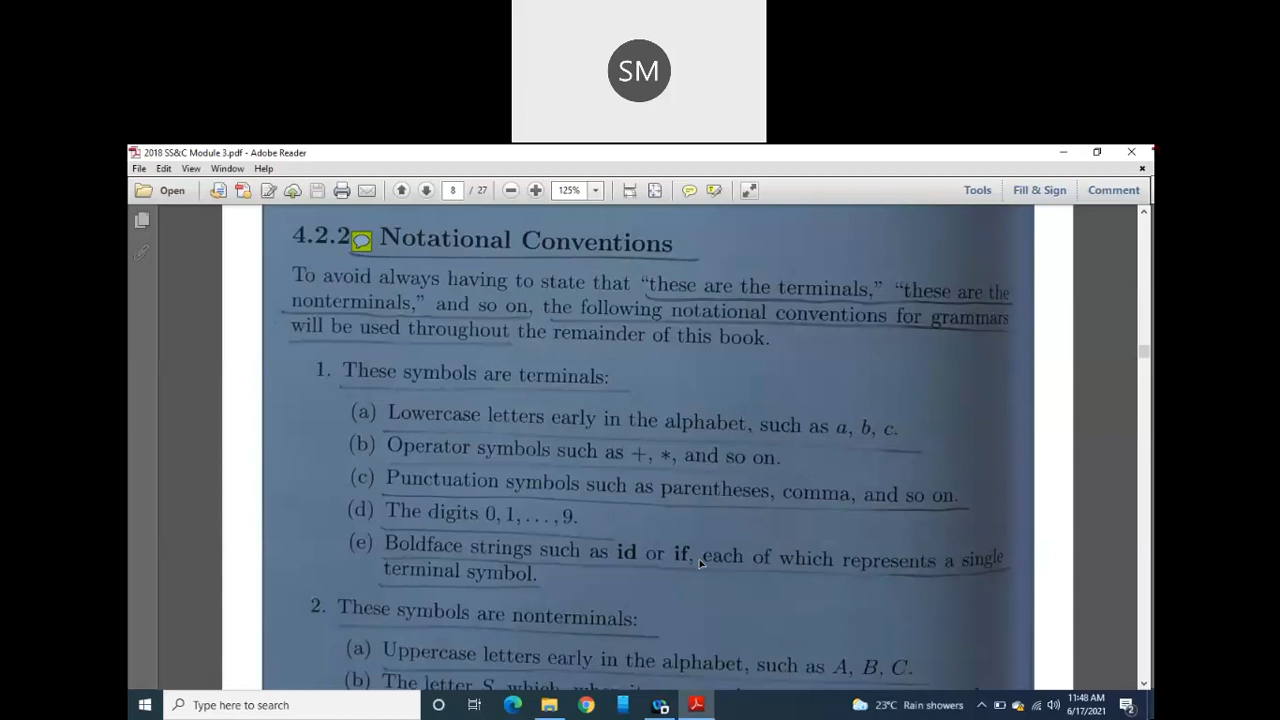 SM
2018 SS&C Module 3.pdf - Adobe Reader
File Edit View Window Help
Open 8 / 27 125% Tools Fill & Sign Comment
4.2.2 Notational Conventions
To avoid always having to state that “these are the terminals,” “these are the
nonterminals,” and so on, the following notational conventions for grammars
will be used throughout the remainder of this book.
1. These symbols are terminals:
(a) Lowercase letters early in the alphabet, such as a, b, c.
(b) Operator symbols such as +, *, and so on.
(c) Punctuation symbols such as parentheses, comma, and so on.
(d) The digits 0, 1, . . . , 9.
(e) Boldface strings such as id or if, each of which represents a single
terminal symbol.
2. These symbols are nonterminals:
(a) Uppercase letters early in the alphabet, such as A, B, C.
(b) The letter S, which, when it
Type here to search 23°C Rain showers 11:48 AM
6/17/2021 2